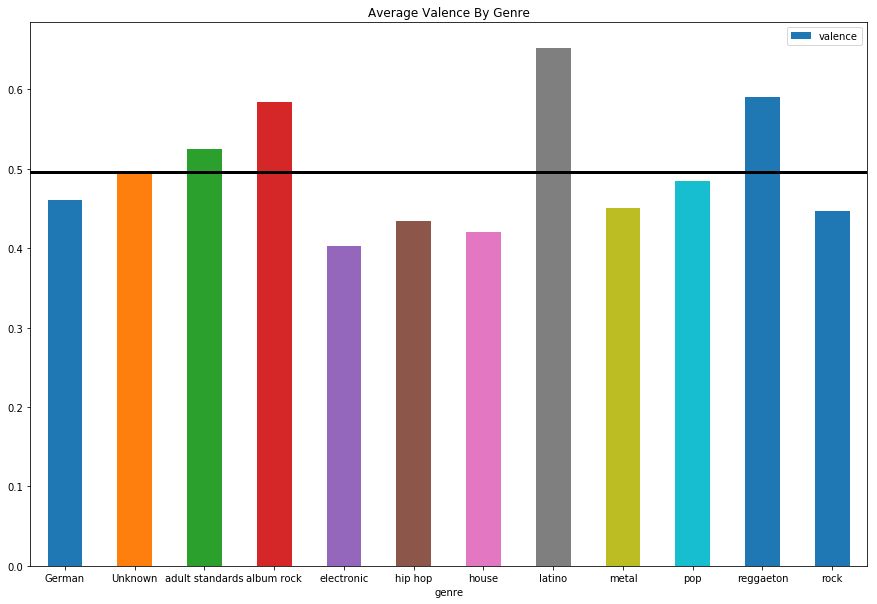 Average Valence By Genre
valence
0.6
0.5
0.4
0.3
0.2
0.1
0.0
German Unknown adult standards album rock electronic hip hop house latino metal pop reggaeton rock
genre